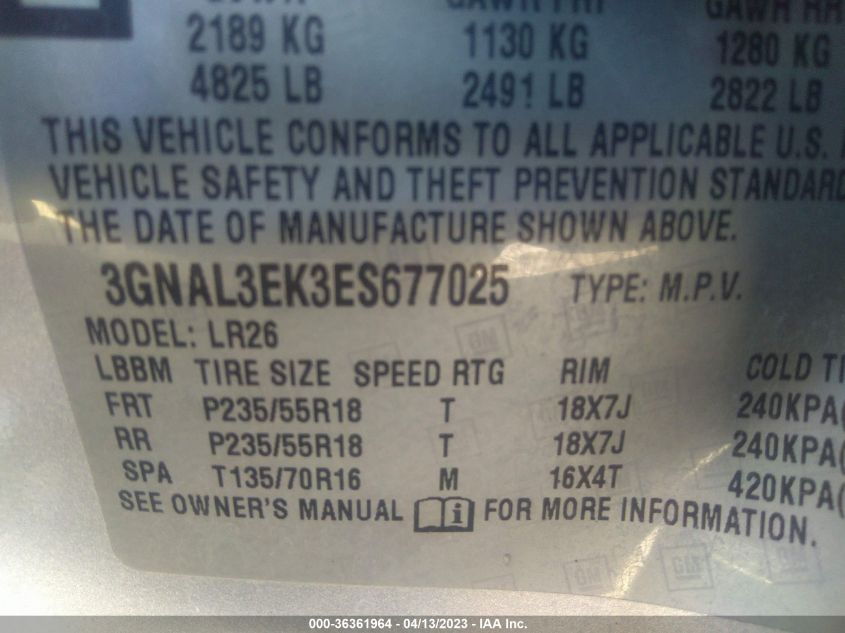 2189 KG 1130 KG 1280 KG
4825 LB 2491 LB 2822 LB
THIS VEHICLE CONFORMS TO ALL APPLICABLE U.S.
VEHICLE SAFETY AND THEFT PREVENTION STANDARD
THE DATE OF MANUFACTURE SHOWN ABOVE.
3GNAL3EK3ES677025 TYPE: M.P.V.
MODEL: LR26
LBBM TIRE SIZE SPEED RTG RIM COLD TI
FRT P235/55R18 T 18X7J 240KPA(
RR P235/55R18 T 18X7J 240KPA(
SPA T135/70R16 M 16X4T 420KPA(
SEE OWNER'S MANUAL i FOR MORE INFORMATION.
GM GM
000-36361964 - 04/13/2023 - IAA Inc.